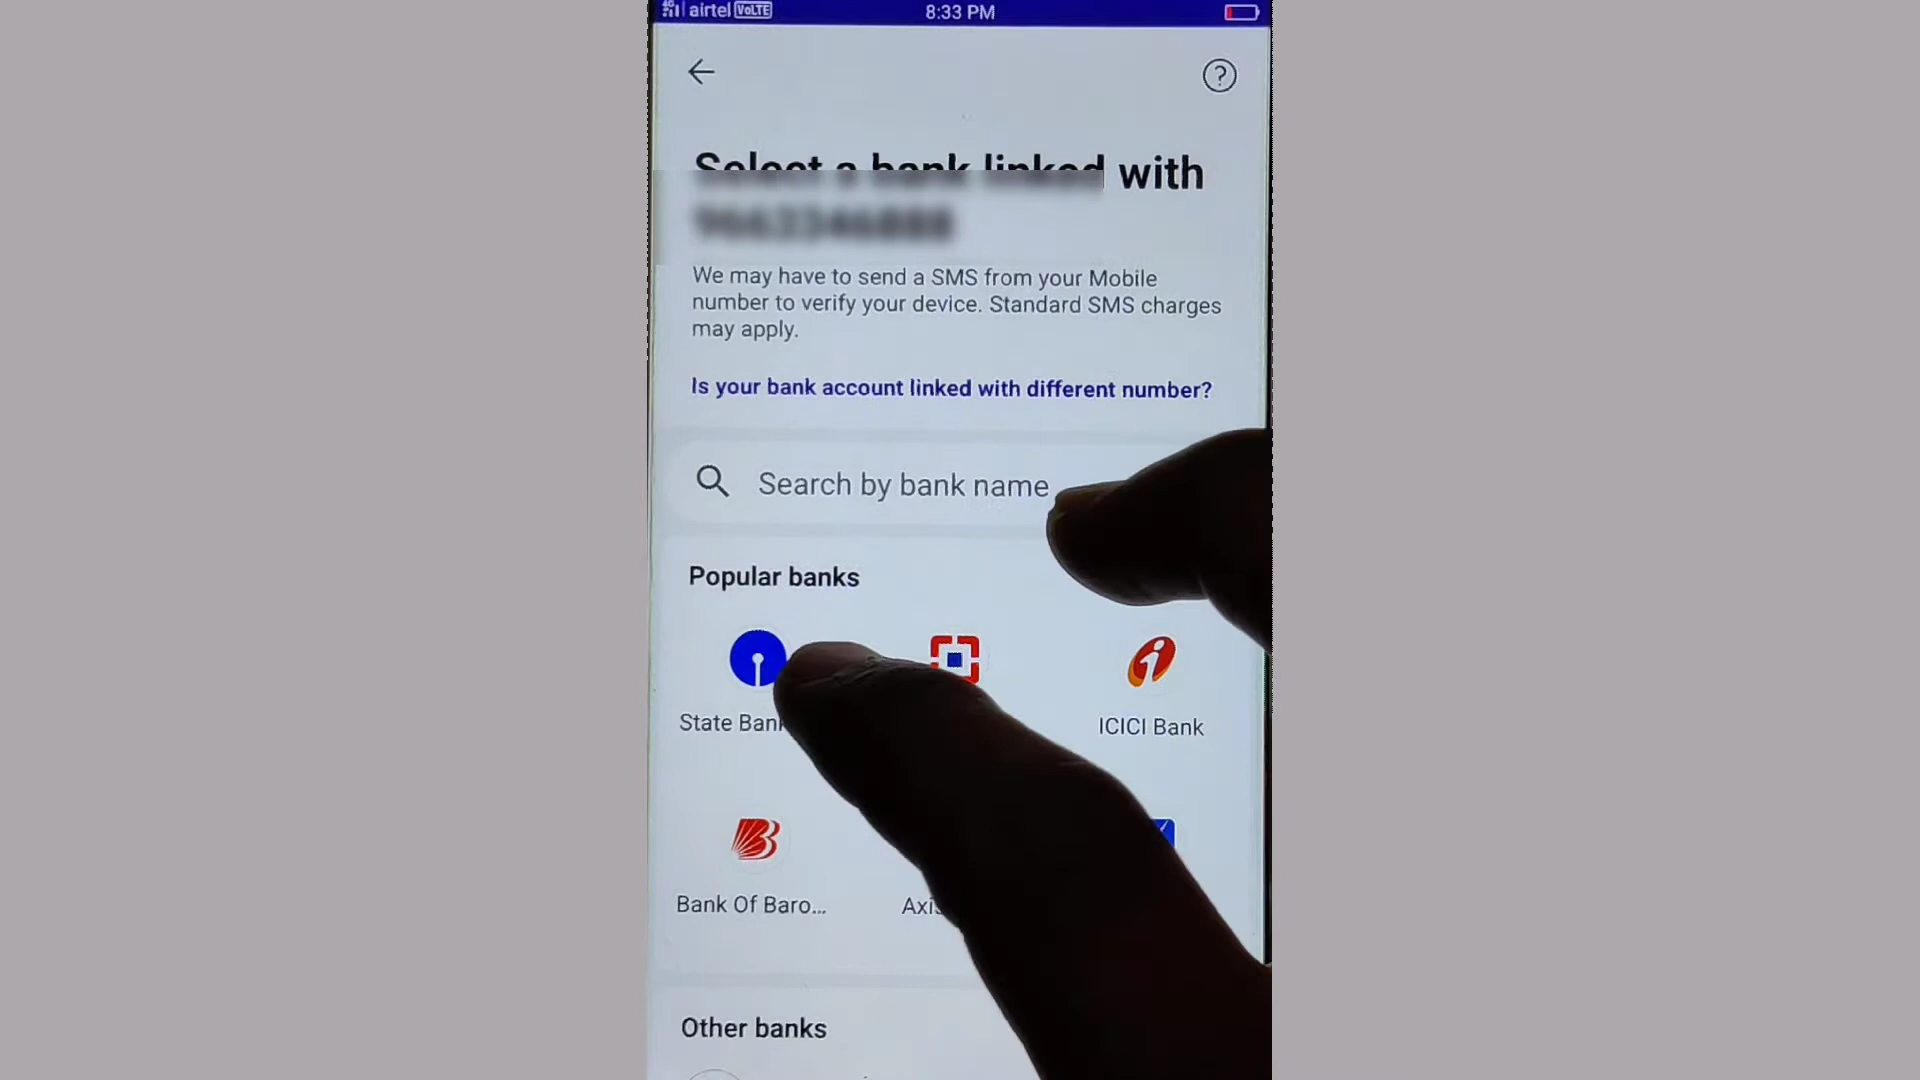 airtel VoLTE
8:33 PM
Select a bank linked with
We may have to send a SMS from your Mobile
number to verify your device. Standard SMS charges
may apply.
Is your bank account linked with different number?
Search by bank name
Popular banks
State Bank
ICICI Bank
Bank Of Baro...
Axis
Other banks